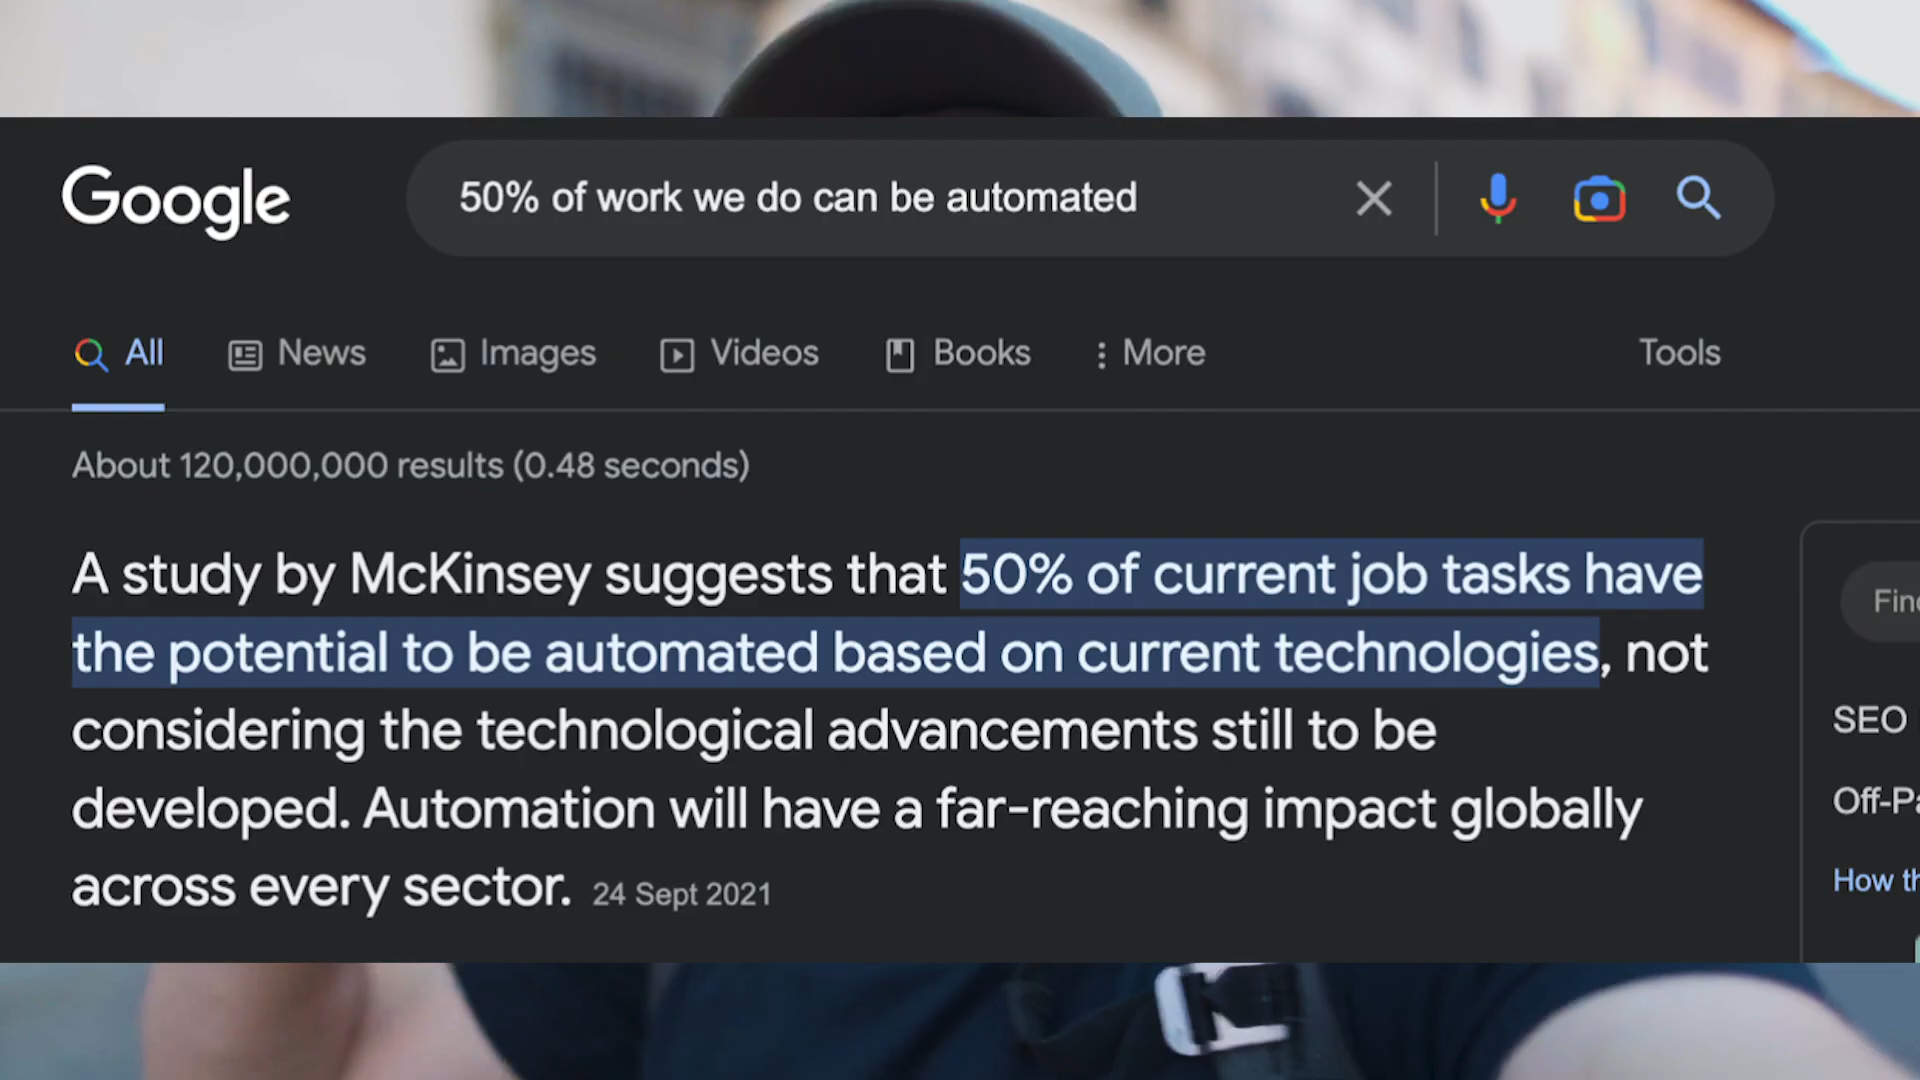 Google
50% of work we do can be automated
All News Images Videos Books More Tools
About 120,000,000 results (0.48 seconds)
A study by McKinsey suggests that 50% of current job tasks have
the potential to be automated based on current technologies, not
considering the technological advancements still to be
developed. Automation will have a far-reaching impact globally
across every sector. 24 Sept 2021
SEO
How